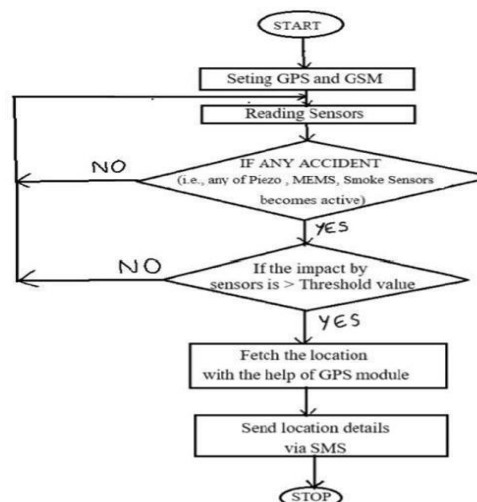 START
Seting GPS and GSM
Reading Sensors
IF ANY ACCIDENT
(i.e., any of Piezo , MEMS, Smoke Sensors
becomes active)
NO
YES
If the impact by
sensors is > Threshold value
NO
YES
Fetch the location
with the help of GPS module
Send location details
via SMS
STOP